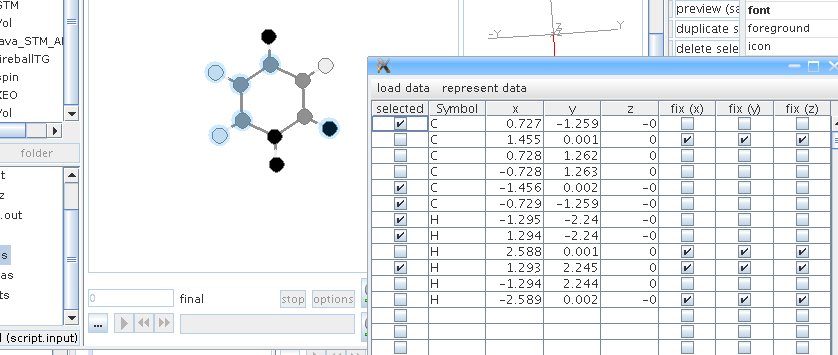 STM
/ol
ava_STM_AI
ireballTG
spin
KEO
/ol
folder
t
z
.out
s
as
ts
(script.input)
Y
Z
Y
preview (sa
duplicate s
delete sele
font
foreground
icon
0
final
stop
options
...
load data represent data
selected Symbol x y z fix (x) fix (y) fix (z)
C 0.727 -1.259 -0
C 1.455 0.001 0
C 0.728 1.262 0
C -0.728 1.263 0
C -1.456 0.002 -0
C -0.729 -1.259 -0
H -1.295 -2.24 -0
H 1.294 -2.24 -0
H 2.588 0.001 0
H 1.293 2.245 0
H -1.294 2.244 0
H -2.589 0.002 -0